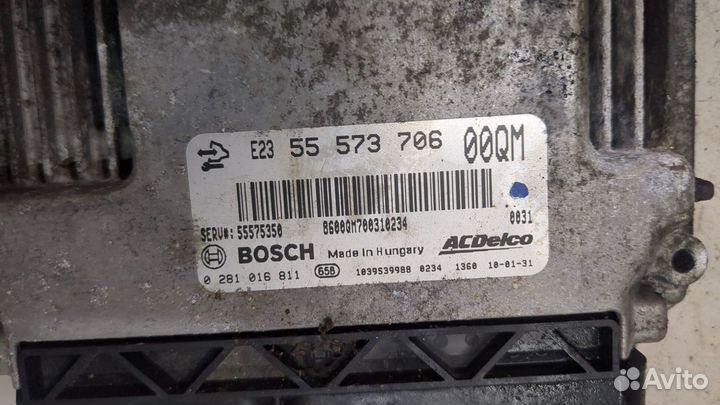 E23 55 573 706 00QM
SERV#: 55575350 8600QM700310234 0031
BOSCH Made in Hungary ACDelco
0 281 016 811 658 1039S39988 0234 1360 10-01-31
Avito